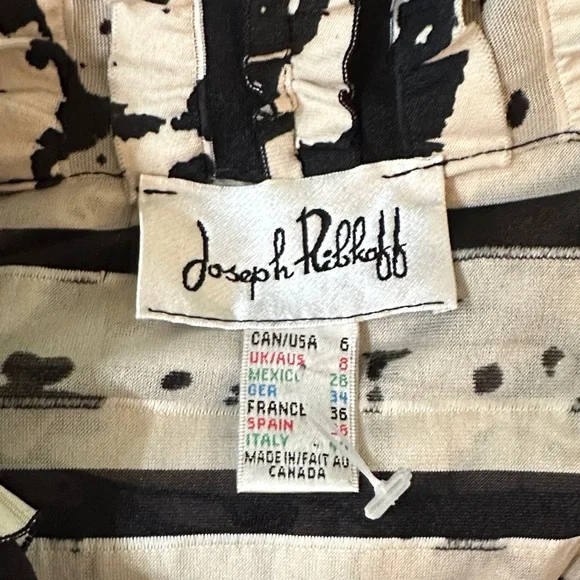 Joseph Ribkoff
CAN/USA 6
UK/AUS 8
MEXICO 28
GER 34
FRANCE 36
SPAIN
ITALY
MADE IN/FAIT AU
CANADA